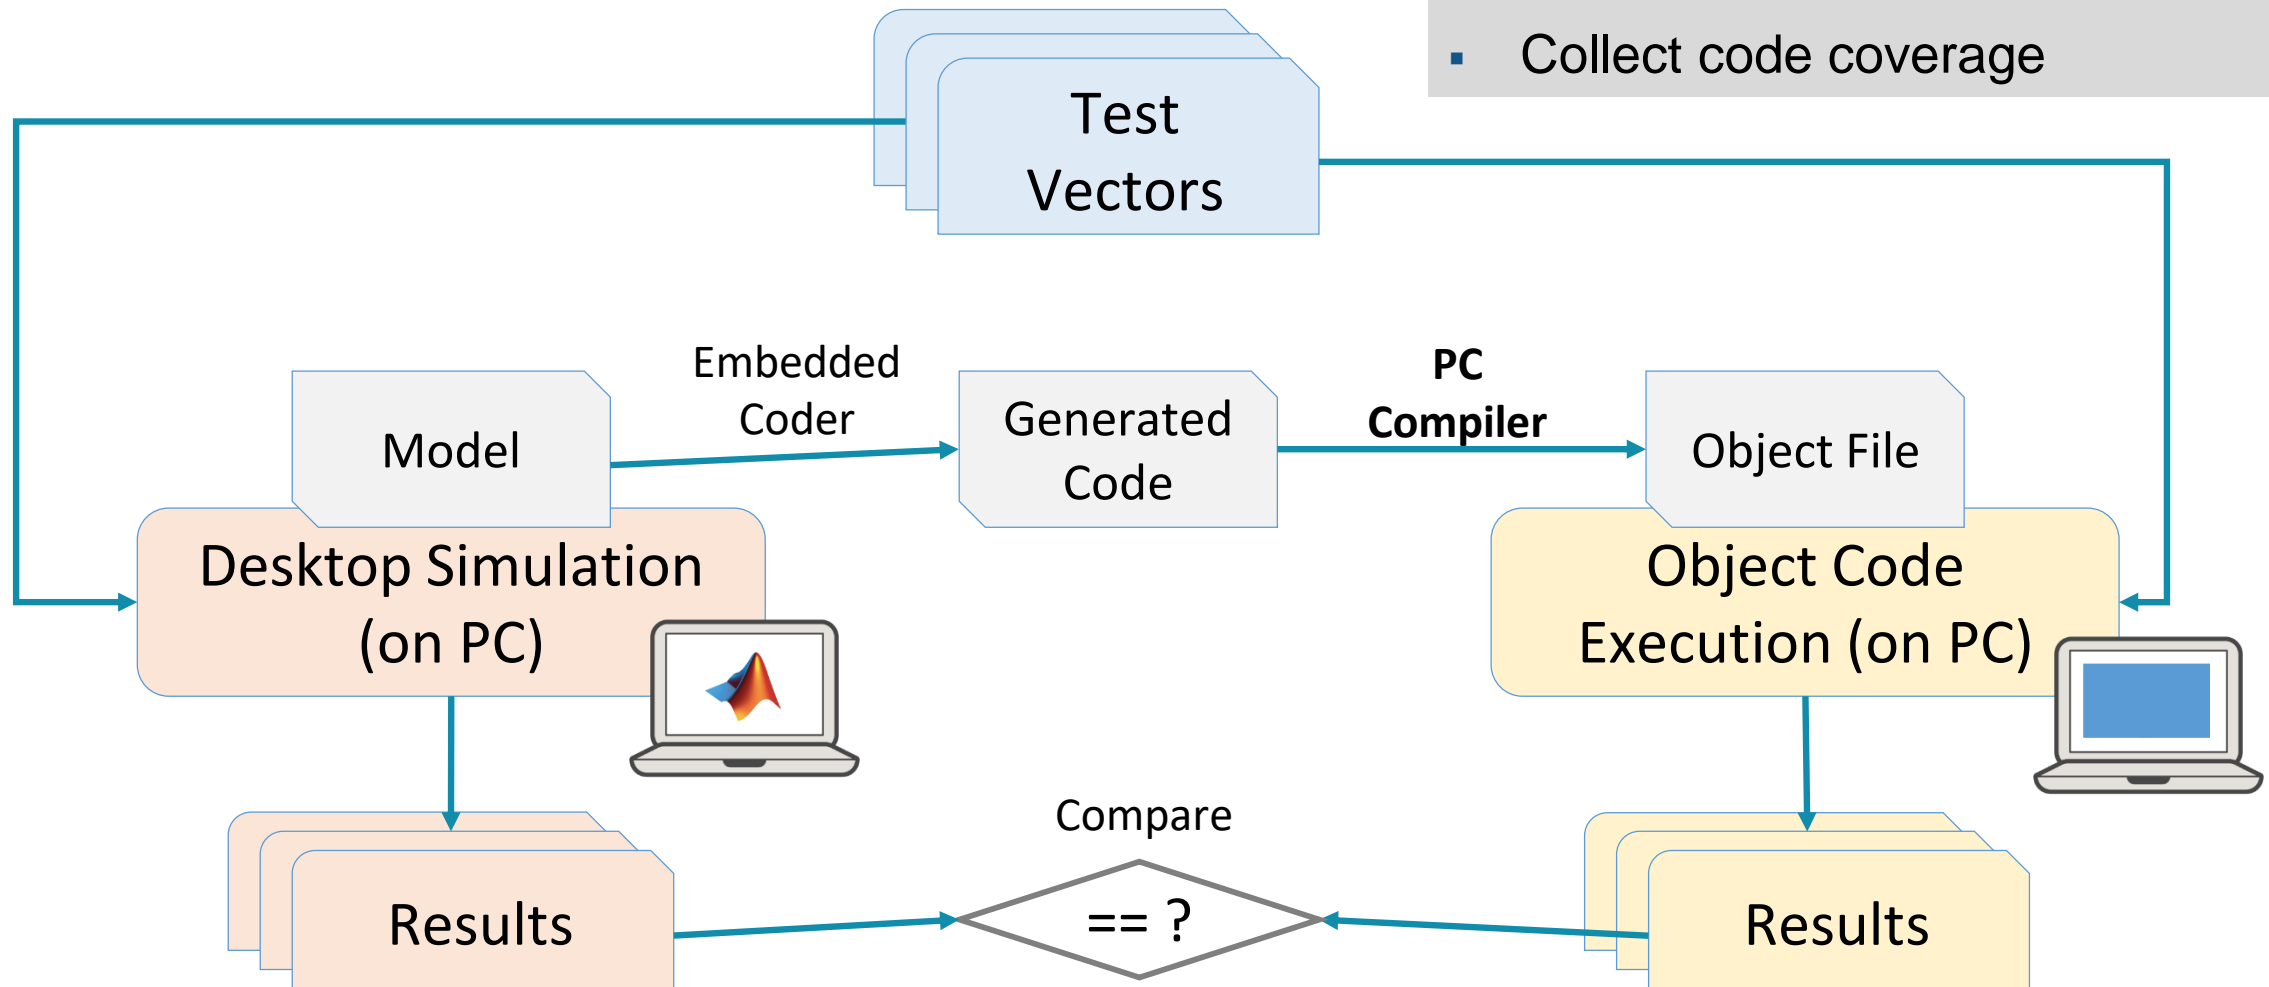 ▪ Collect code coverage
Test
Vectors
Embedded
Coder
PC
Compiler
Model
Generated
Code
Object File
Desktop Simulation
(on PC)
Object Code
Execution (on PC)
Compare
Results
== ?
Results